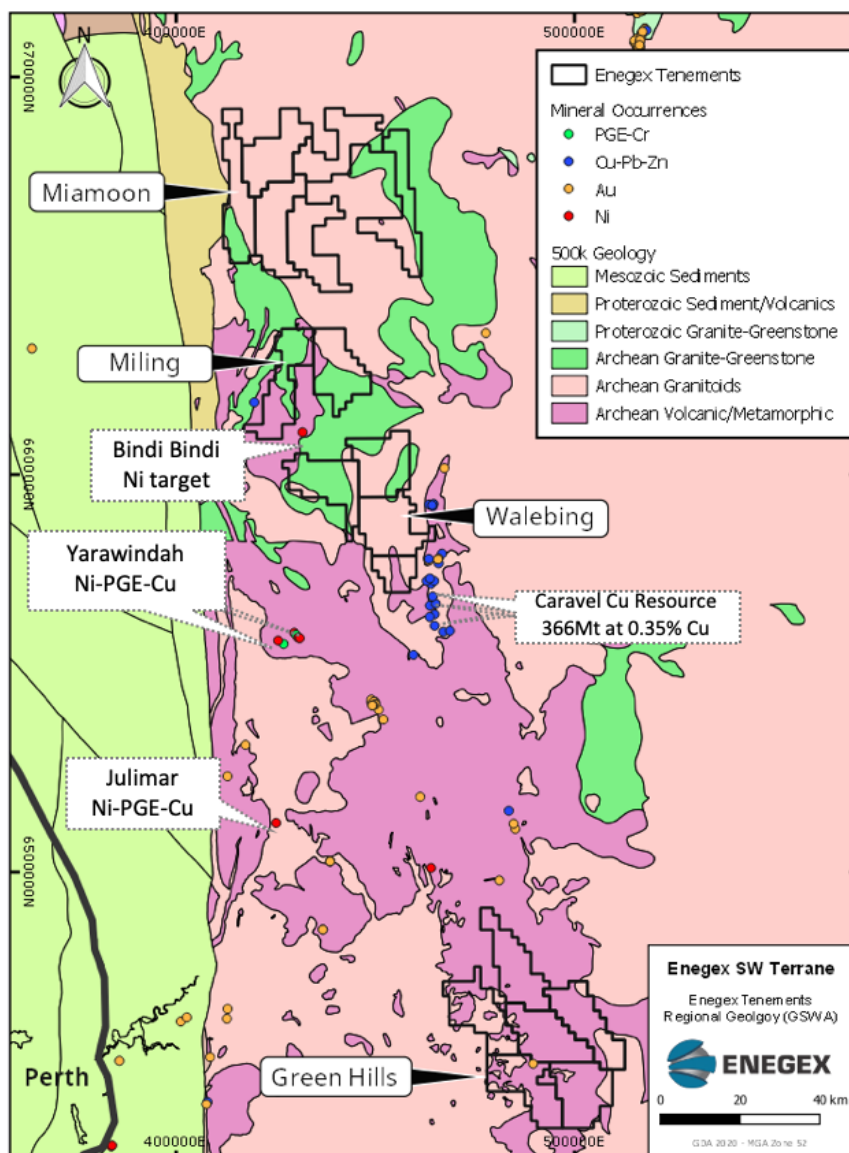 400000E
500000E
N
6700000N
Enegex Tenements
Mineral Occurrences
PGE-Cr
Cu-Pb-Zn
Au
Ni
500k Geology
Mesozoic Sediments
Proterozoic Sediment/Volcanics
Proterozoic Granite-Greenstone
Archean Granite-Greenstone
Archean Granitoids
Archean Volcanic/Metamorphic
Miamoon
Miling
Bindi Bindi
Ni target
6600000N
6600000N
Walebing
Yarawindah
Ni-PGE-Cu
Caravel Cu Resource
366Mt at 0.35% Cu
Julimar
Ni-PGE-Cu
6500000N
6500000N
Enegex SW Terrane
Enegex Tenements
Regional Geolgoy (GSWA)
ENEGEX
0 20 40 km
GDA 2020 - MGA Zone 52
Perth
Green Hills
400000E
500000E